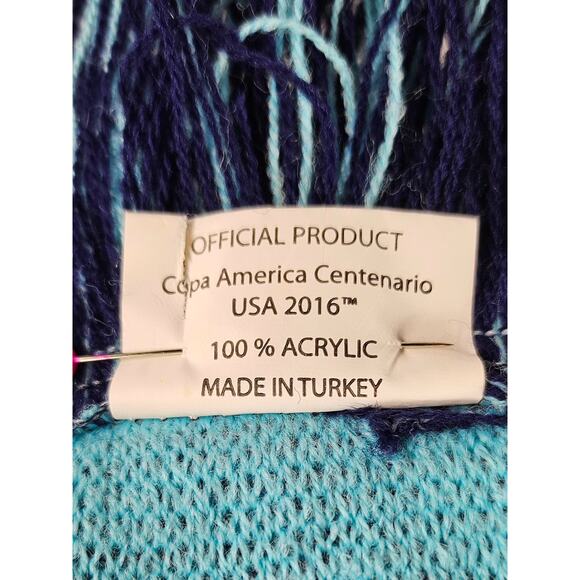 OFFICIAL PRODUCT
Copa America Centenario
USA 2016™
100 % ACRYLIC
MADE IN TURKEY